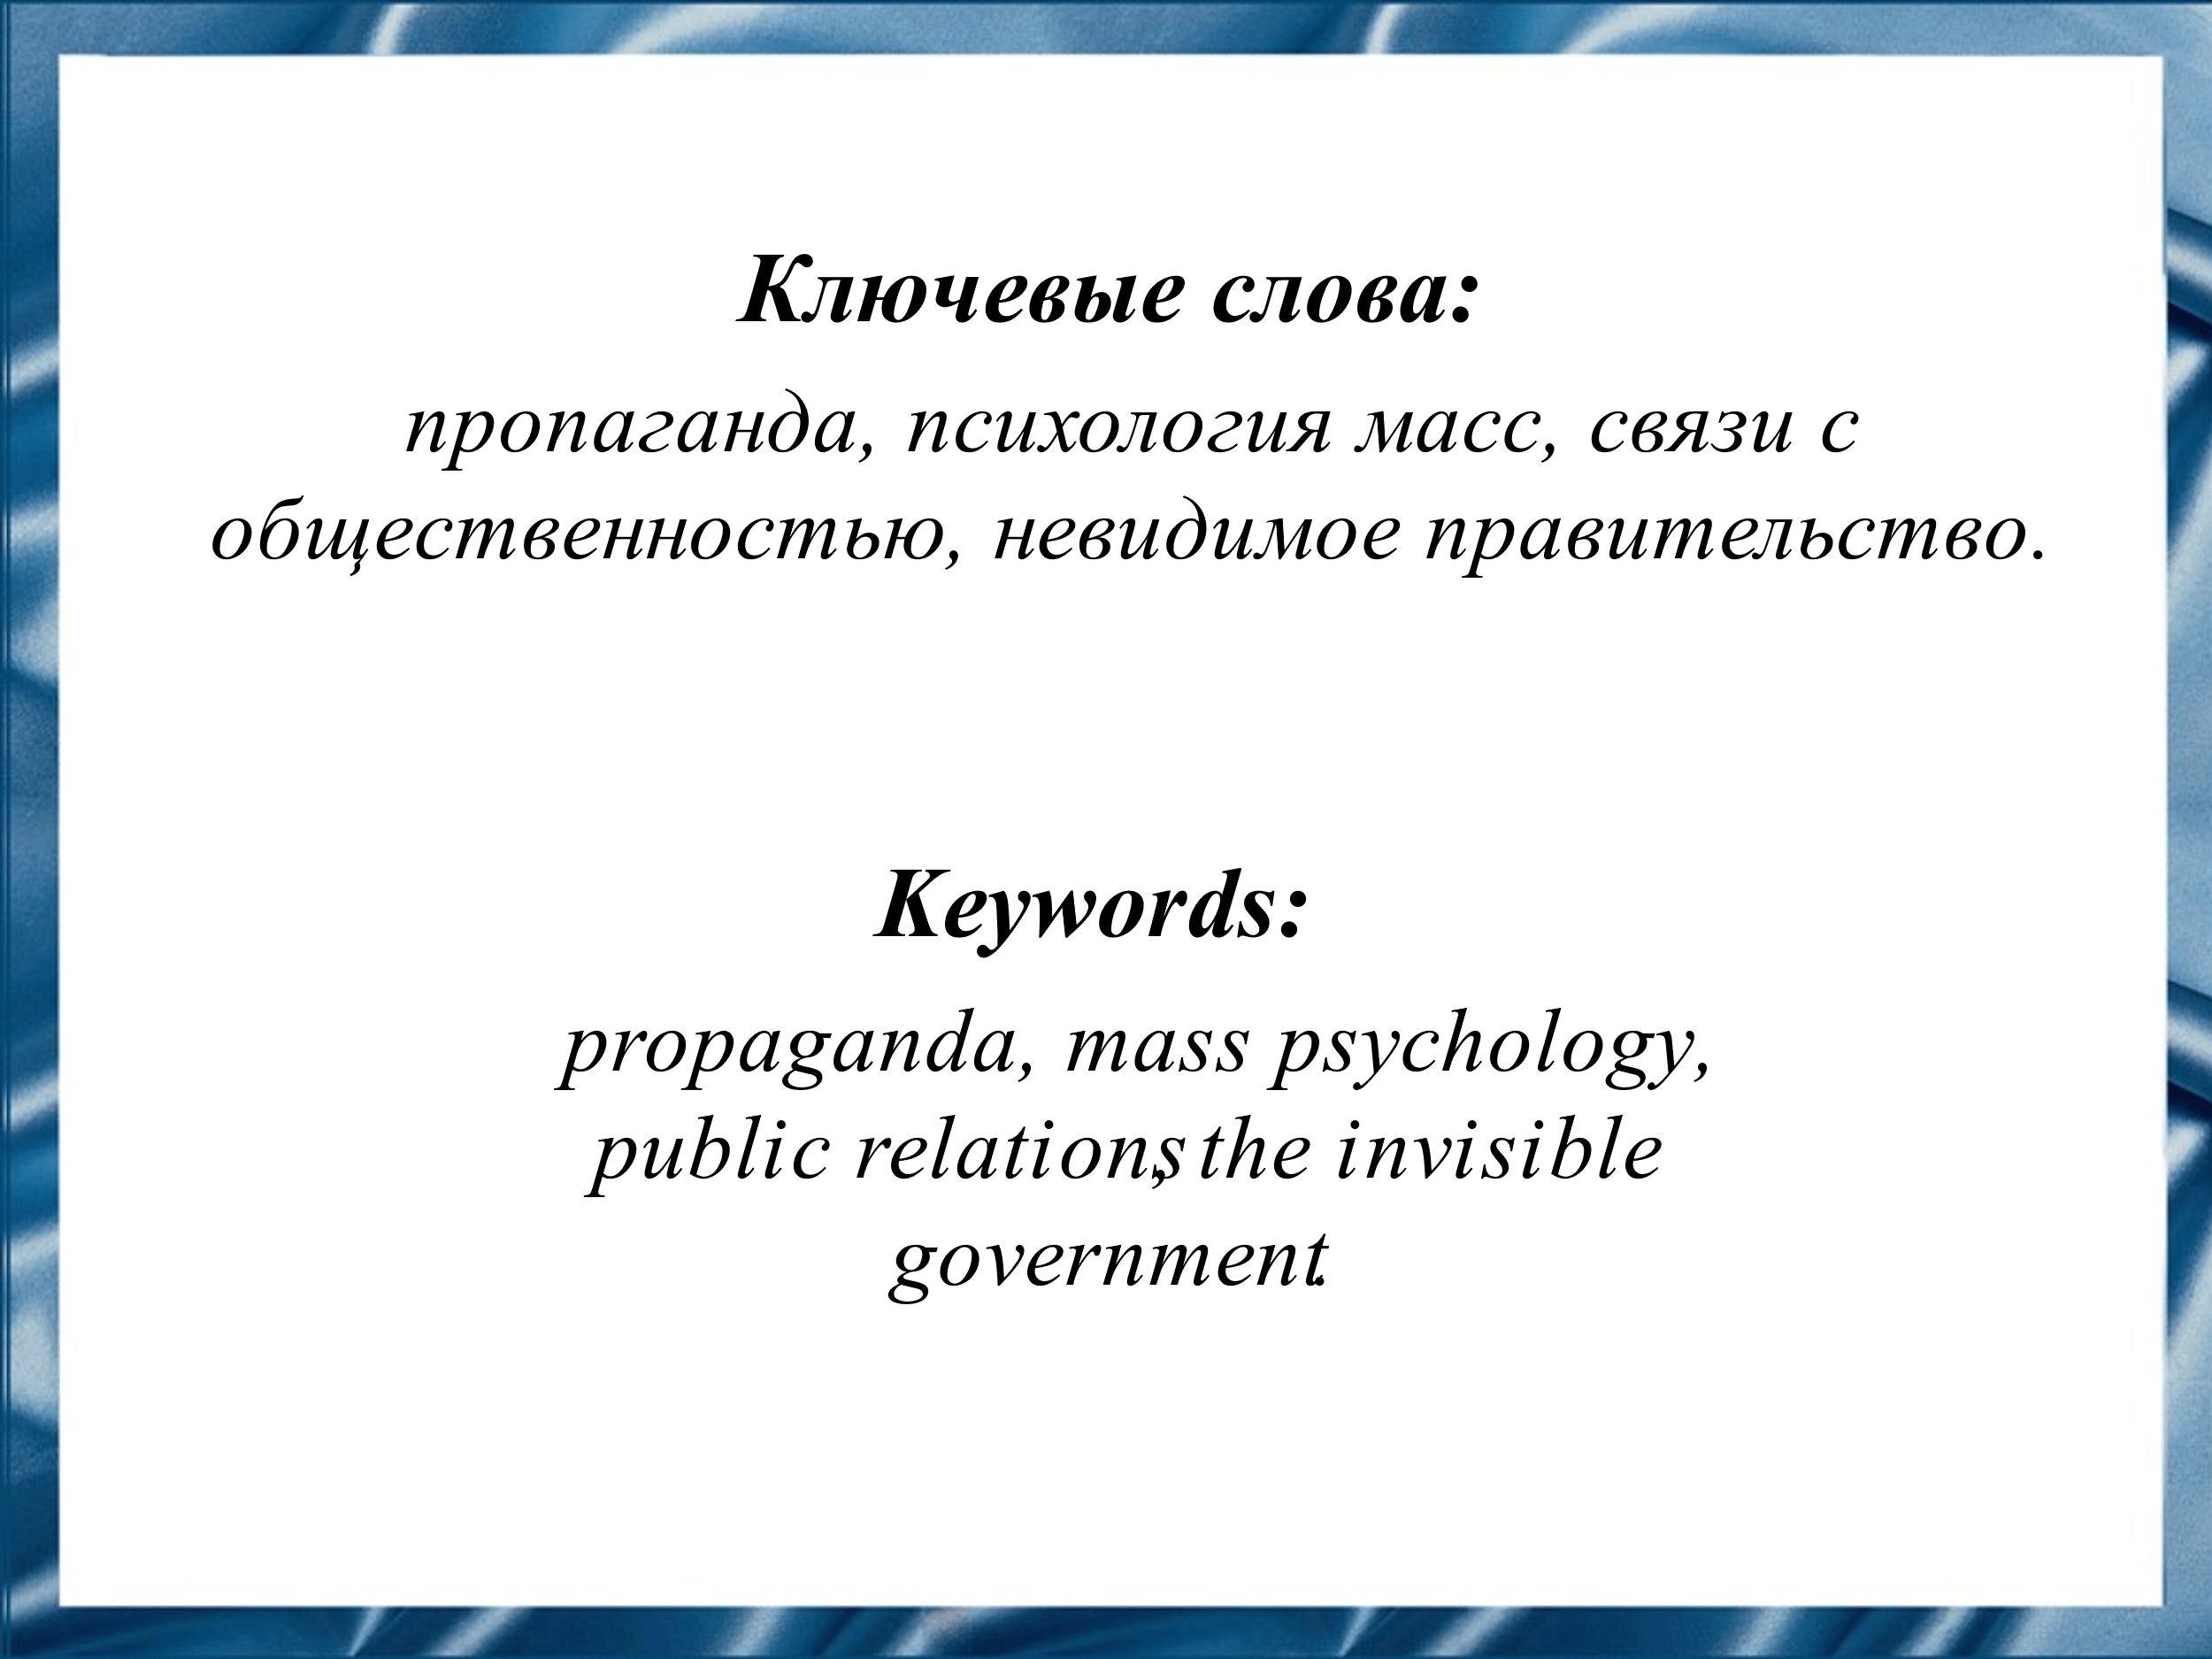 Ключевые слова:
пропаганда, психология масс, связи с
общественностью, невидимое правительство.
Keywords:
propaganda, mass psychology,
public relations, the invisible
government.